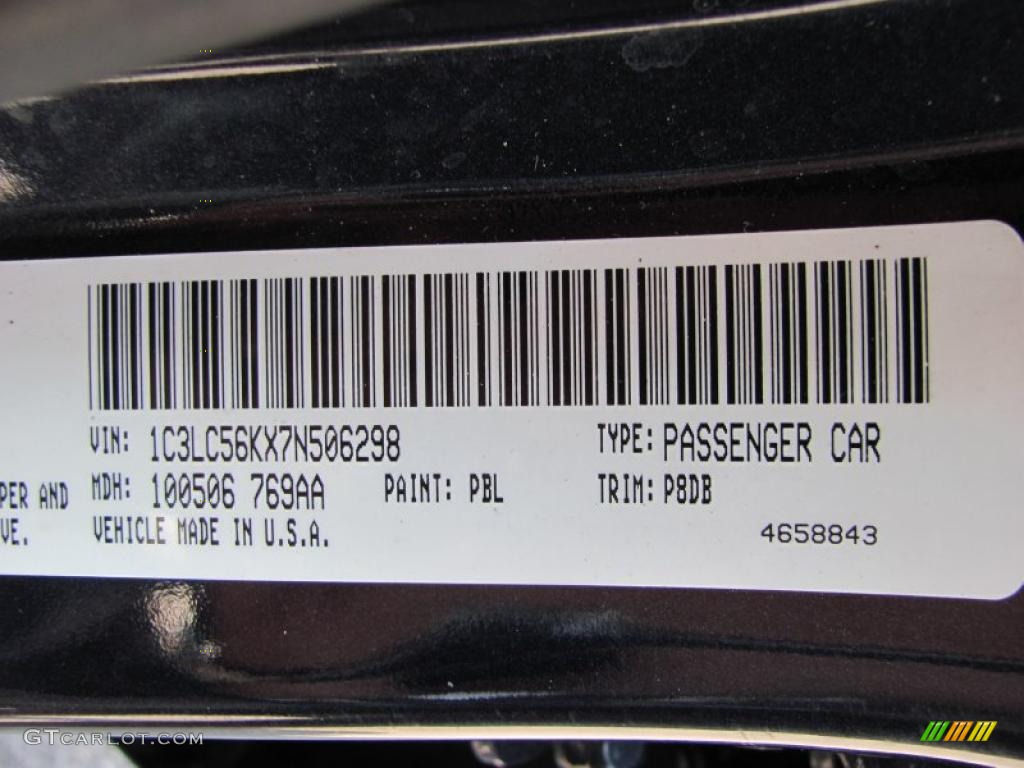 VIN: 1C3LC56KX7N506298 TYPE: PASSENGER CAR
PER AND MDH: 100506 769AA PAINT: PBL TRIM: P8DB
VE. VEHICLE MADE IN U.S.A. 4658843
GTCARLOT.COM